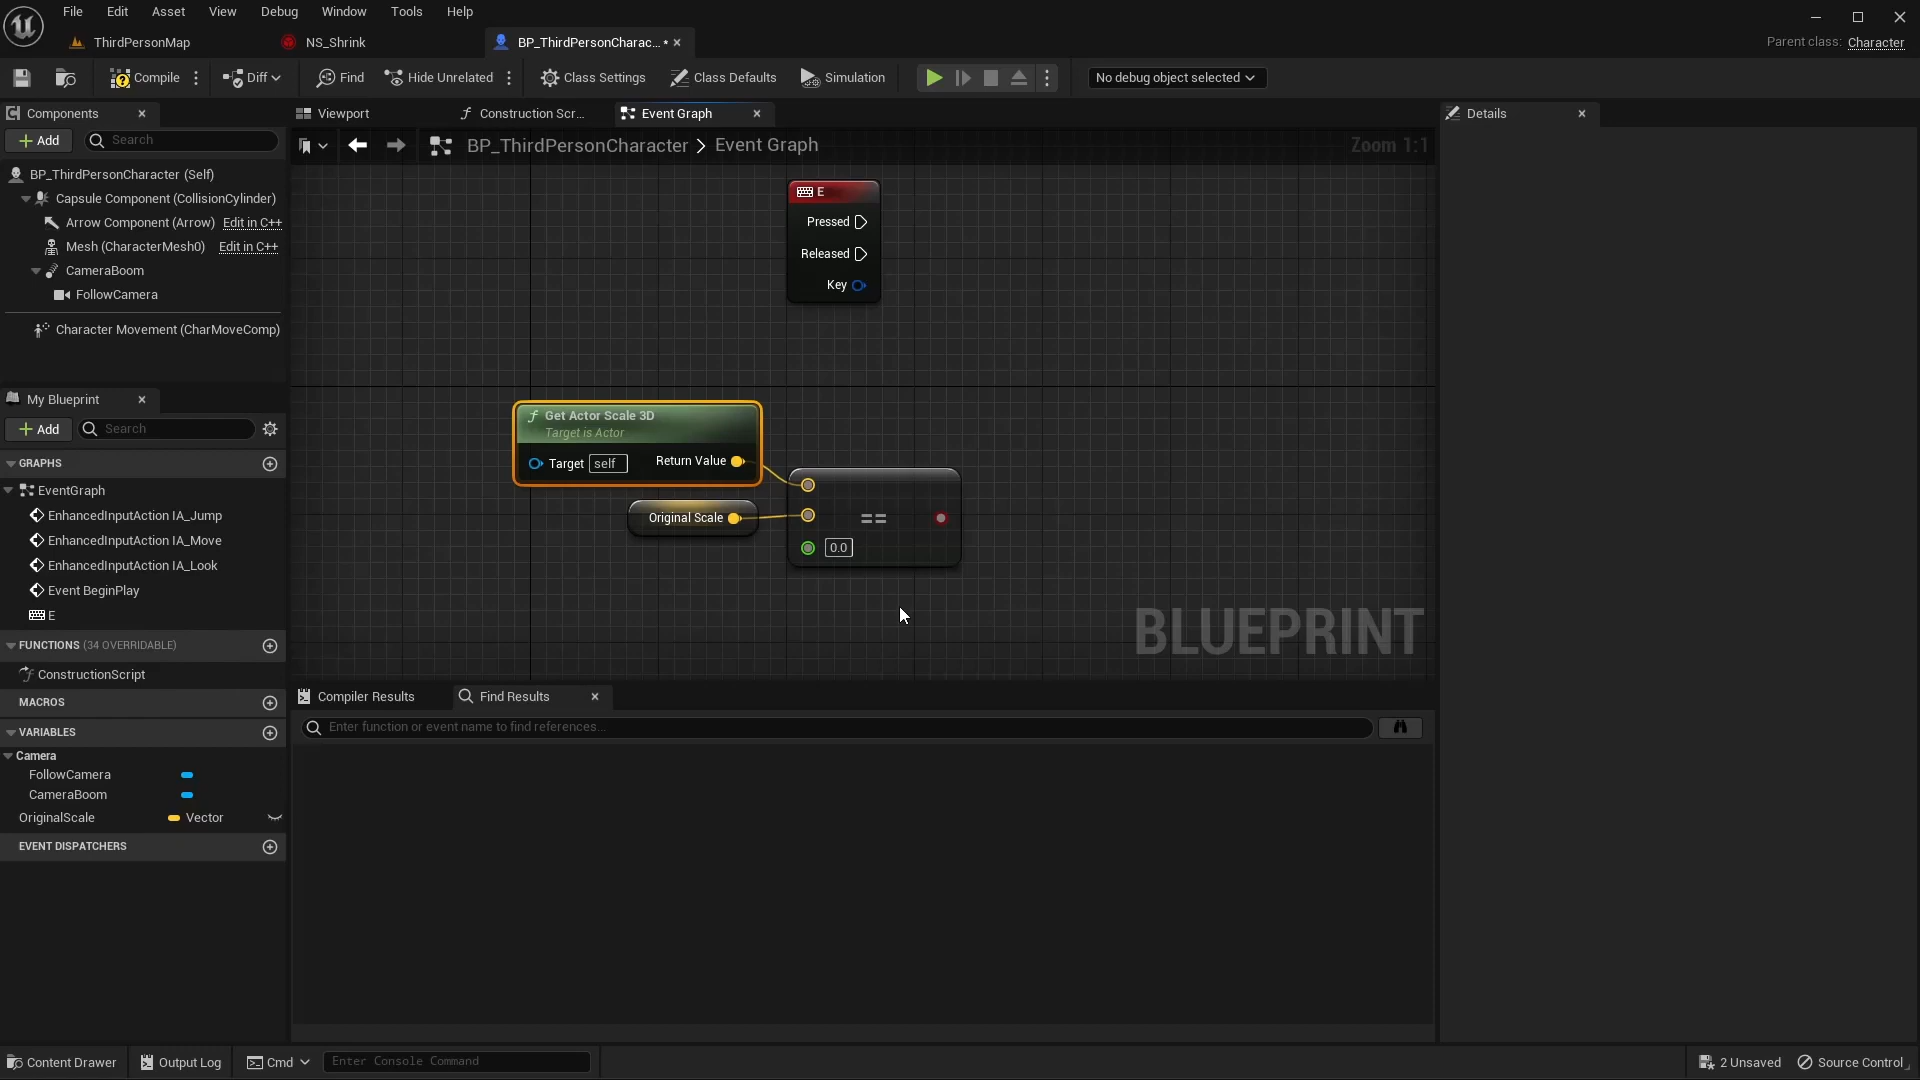 File Edit Asset View Debug Window Tools Help
ThirdPersonMap NS_Shrink BP_ThirdPersonCharac... •
Parent class: Character
Compile Diff Find Hide Unrelated Class Settings Class Defaults Simulation No debug object selected
Components
Add Search
BP_ThirdPersonCharacter (Self)
Capsule Component (CollisionCylinder)
Arrow Component (Arrow) Edit in C++
Mesh (CharacterMesh0) Edit in C++
CameraBoom
FollowCamera
Character Movement (CharMoveComp)
My Blueprint
Add Search
GRAPHS
EventGraph
EnhancedInputAction IA_Jump
EnhancedInputAction IA_Move
EnhancedInputAction IA_Look
Event BeginPlay
E
FUNCTIONS (34 OVERRIDABLE)
ConstructionScript
MACROS
VARIABLES
Camera
FollowCamera
CameraBoom
OriginalScale Vector
EVENT DISPATCHERS
Viewport Construction Scr... Event Graph
BP_ThirdPersonCharacter > Event Graph
Zoom 1:1
E
Pressed
Released
Key
f Get Actor Scale 3D
Target is Actor
Target self Return Value
Original Scale
==
0.0
BLUEPRINT
Compiler Results Find Results
Enter function or event name to find references...
Details
Content Drawer Output Log Cmd Enter Console Command
2 Unsaved Source Control